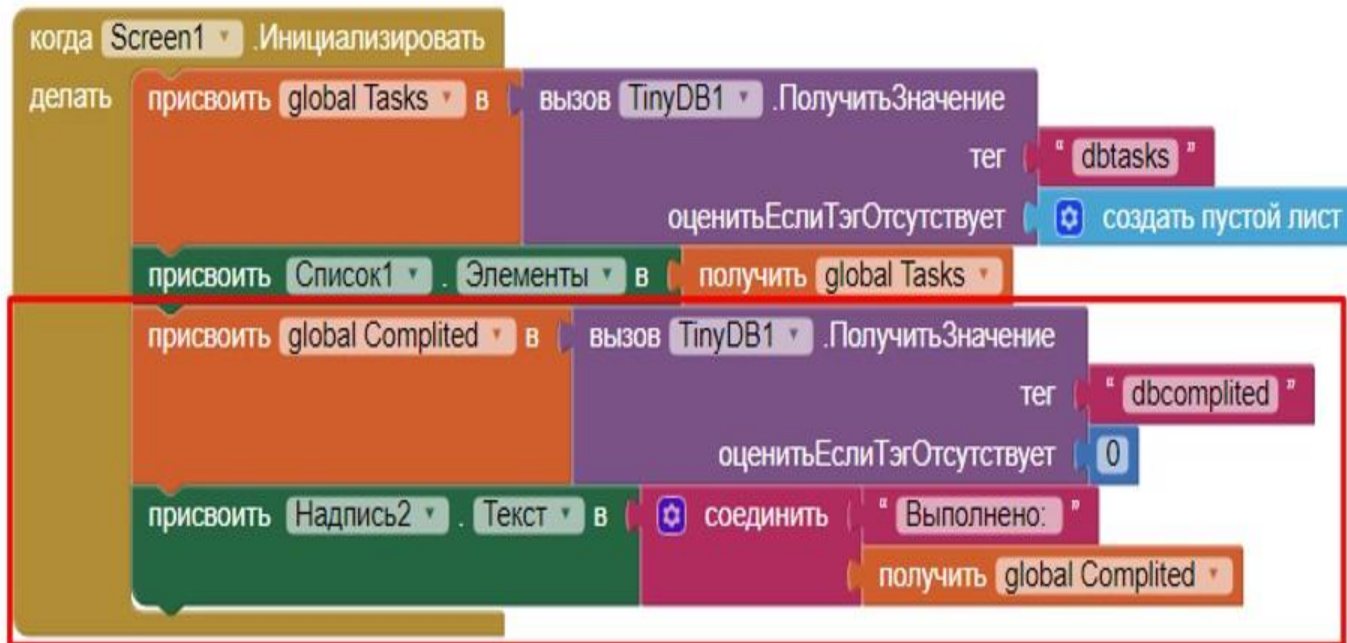 когда Screen1 .Инициализировать
делать присвоить global Tasks в вызов TinyDB1 .ПолучитьЗначение
тег " dbtasks "
оценитьЕслиТэгОтсутствует создать пустой лист
присвоить Список1 . Элементы в получить global Tasks
присвоить global Complited в вызов TinyDB1 .ПолучитьЗначение
тег " dbcomplited "
оценитьЕслиТэгОтсутствует 0
присвоить Надпись2 . Текст в соединить " Выполнено: "
получить global Complited